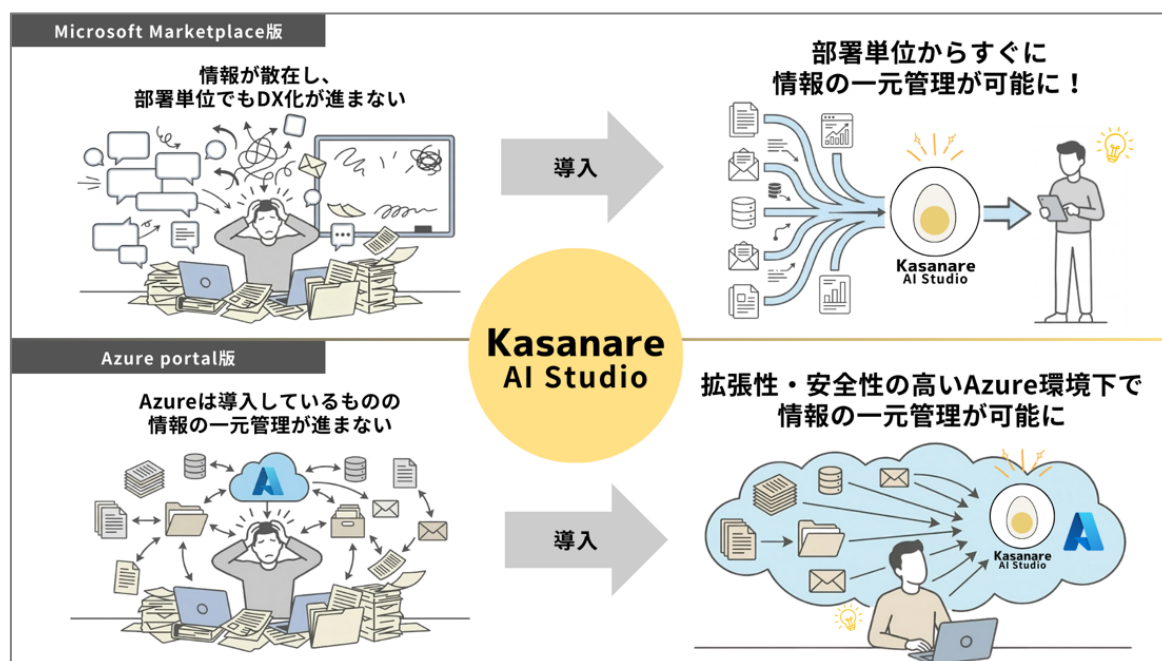 Microsoft Marketplace版
情報が散在し、
部署単位でもDX化が進まない
導入
部署単位からすぐに
情報の一元管理が可能に！
Kasanare
AI Studio
Kasanare
AI Studio
Azure portal版
Azureは導入しているものの
情報の一元管理が進まない
導入
拡張性・安全性の高いAzure環境下で
情報の一元管理が可能に
Kasanare
AI Studio